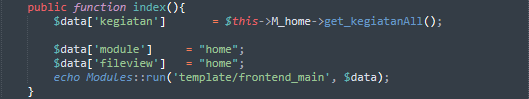 public function index(){
$data['kegiatan'] = $this->M_home->get_kegiatanAll();
$data['module'] = "home";
$data['fileview'] = "home";
echo Modules::run('template/frontend_main', $data);
}